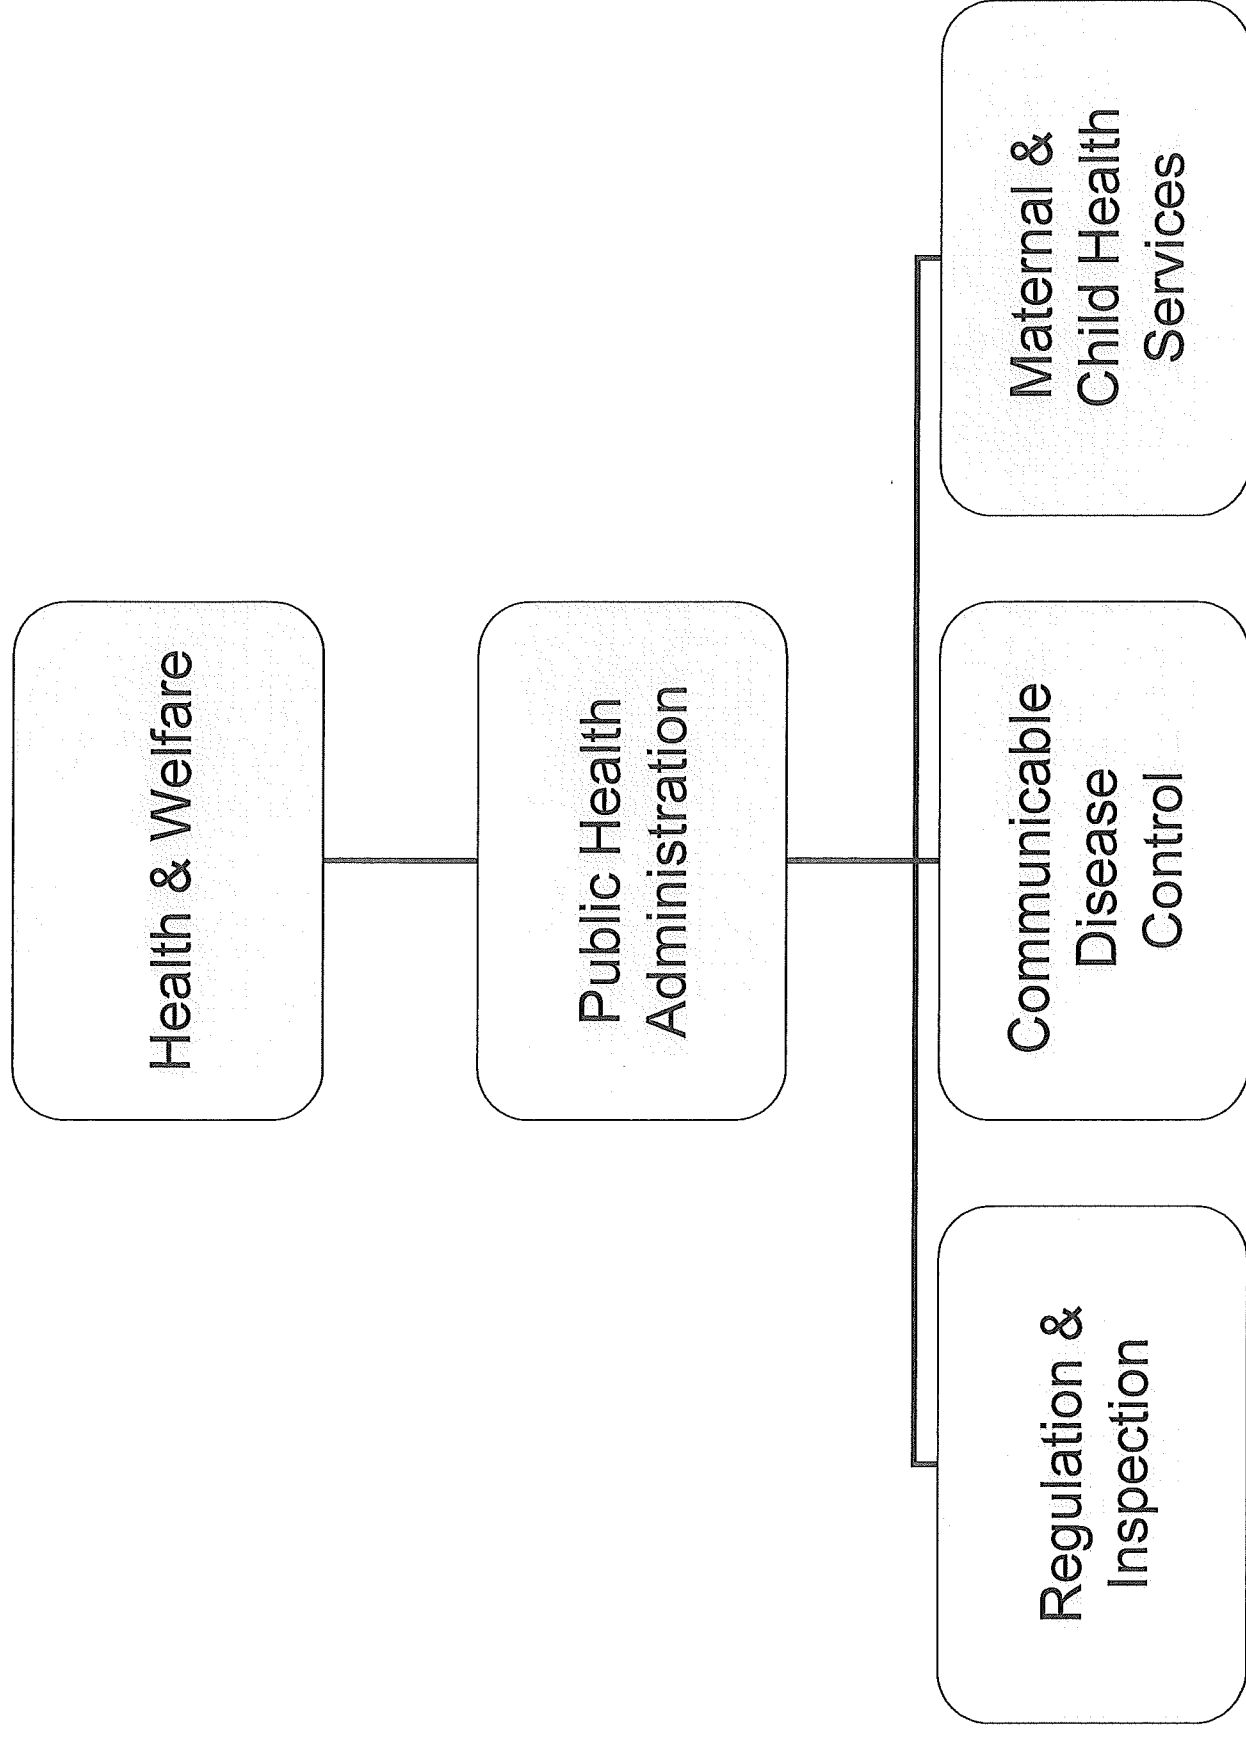 Health & Welfare
Public Health
Administration
Regulation &
Inspection
Communicable
Disease
Control
Maternal &
Child Health
Services